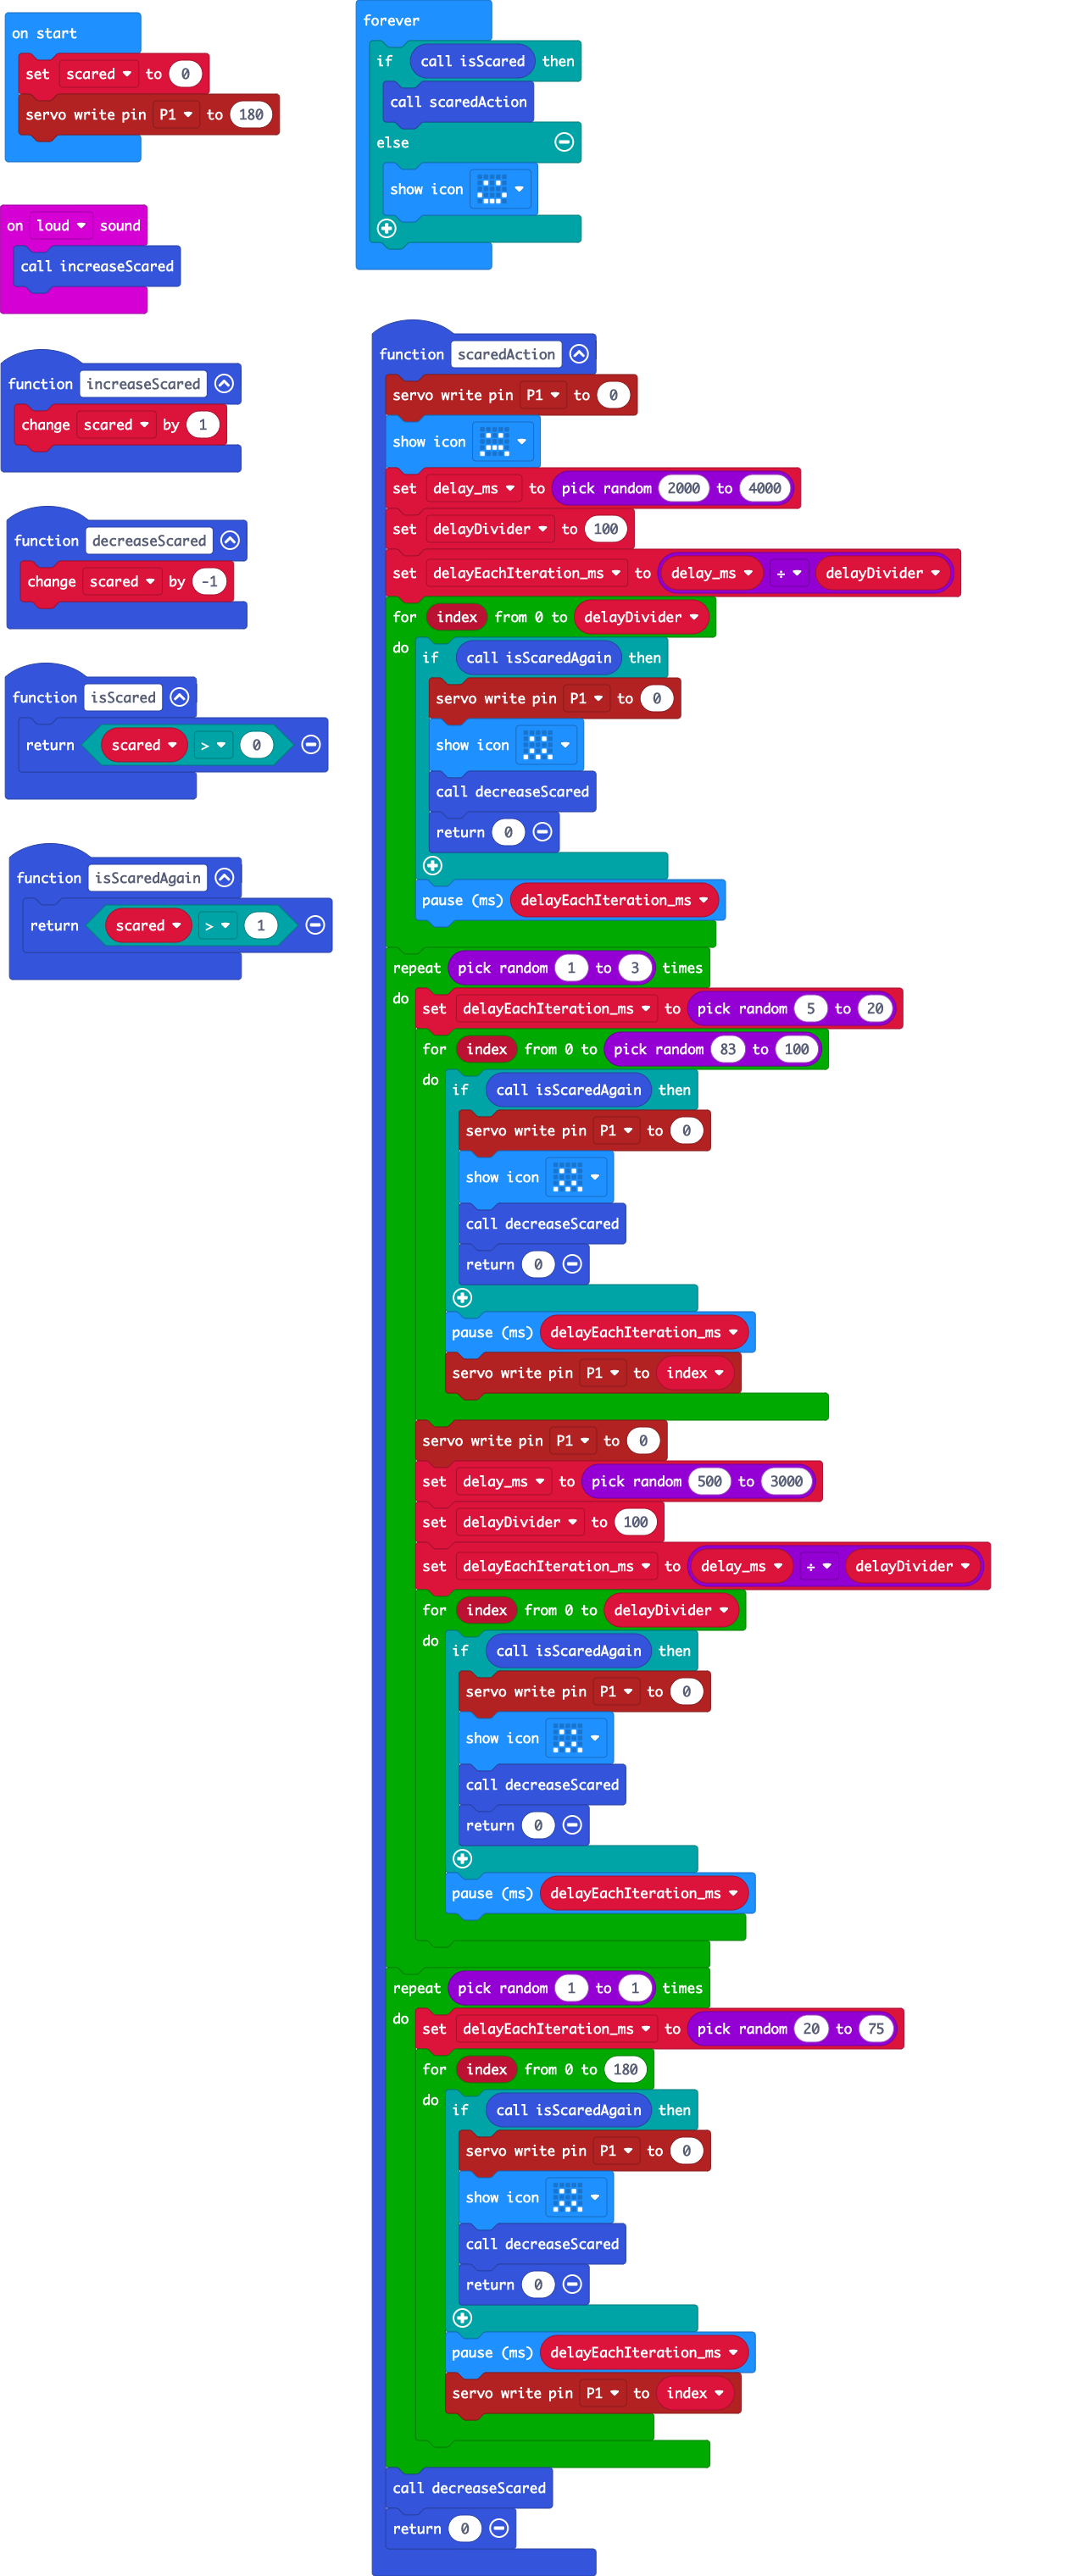 on start
set scared to 0
servo write pin P1 to 180
on loud sound
call increaseScared
function increaseScared
change scared by 1
function decreaseScared
change scared by -1
function isScared
return scared > 0
function isScaredAgain
return scared > 1
forever
if call isScared then
call scaredAction
else
show icon
function scaredAction
servo write pin P1 to 0
show icon
set delay_ms to pick random 2000 to 4000
set delayDivider to 100
set delayEachIteration_ms to delay_ms ÷ delayDivider
for index from 0 to delayDivider
do if call isScaredAgain then
servo write pin P1 to 0
show icon
call decreaseScared
return 0
pause (ms) delayEachIteration_ms
repeat pick random 1 to 3 times
do set delayEachIteration_ms to pick random 5 to 20
for index from 0 to pick random 83 to 100
do if call isScaredAgain then
servo write pin P1 to 0
show icon
call decreaseScared
return 0
pause (ms) delayEachIteration_ms
servo write pin P1 to index
servo write pin P1 to 0
set delay_ms to pick random 500 to 3000
set delayDivider to 100
set delayEachIteration_ms to delay_ms ÷ delayDivider
for index from 0 to delayDivider
do if call isScaredAgain then
servo write pin P1 to 0
show icon
call decreaseScared
return 0
pause (ms) delayEachIteration_ms
repeat pick random 1 to 1 times
do set delayEachIteration_ms to pick random 20 to 75
for index from 0 to 180
do if call isScaredAgain then
servo write pin P1 to 0
show icon
call decreaseScared
return 0
pause (ms) delayEachIteration_ms
servo write pin P1 to index
call decreaseScared
return 0